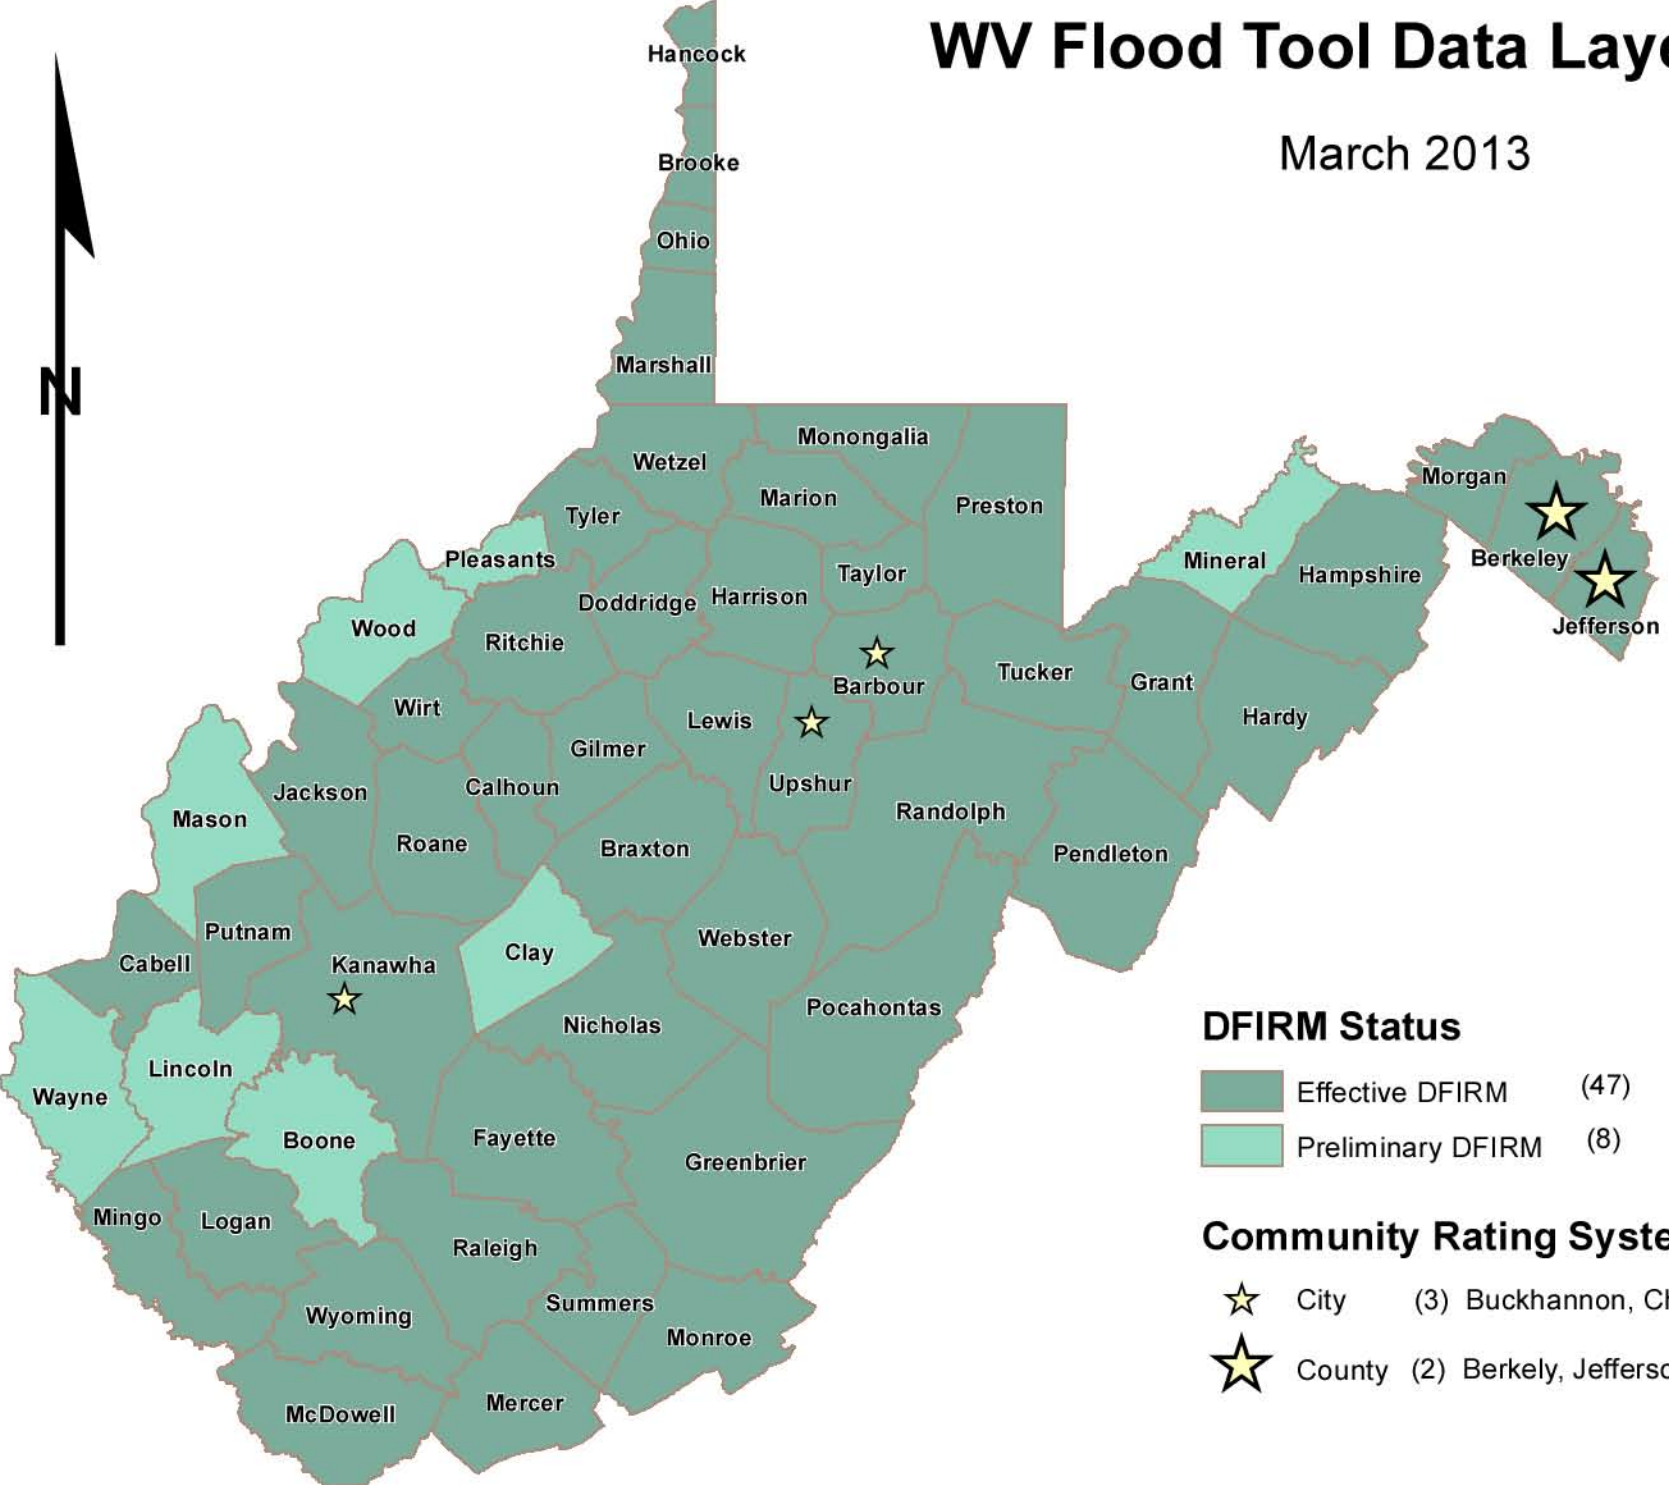 WV Flood Tool Data
March 2013
N
Hancock
Brooke
Ohio
Marshall
Wetzel
Monongalia
Marion
Preston
Tyler
Pleasants
Taylor
Doddridge
Harrison
Wood
Ritchie
Morgan
Berkeley
Jefferson
Mineral
Hampshire
Barbour
Tucker
Grant
Hardy
Wirt
Lewis
Gilmer
Upshur
Calhoun
Jackson
Mason
Roane
Braxton
Randolph
Pendleton
Putnam
Cabell
Kanawha
Clay
Webster
Nicholas
Pocahontas
Wayne
Lincoln
Boone
Fayette
Greenbrier
Mingo
Logan
Raleigh
Summers
Wyoming
Monroe
McDowell
Mercer
DFIRM Status
Effective DFIRM (47)
Preliminary DFIRM (8)
Community Rating
City (3) Buckhannon,
County (2) Berkely,